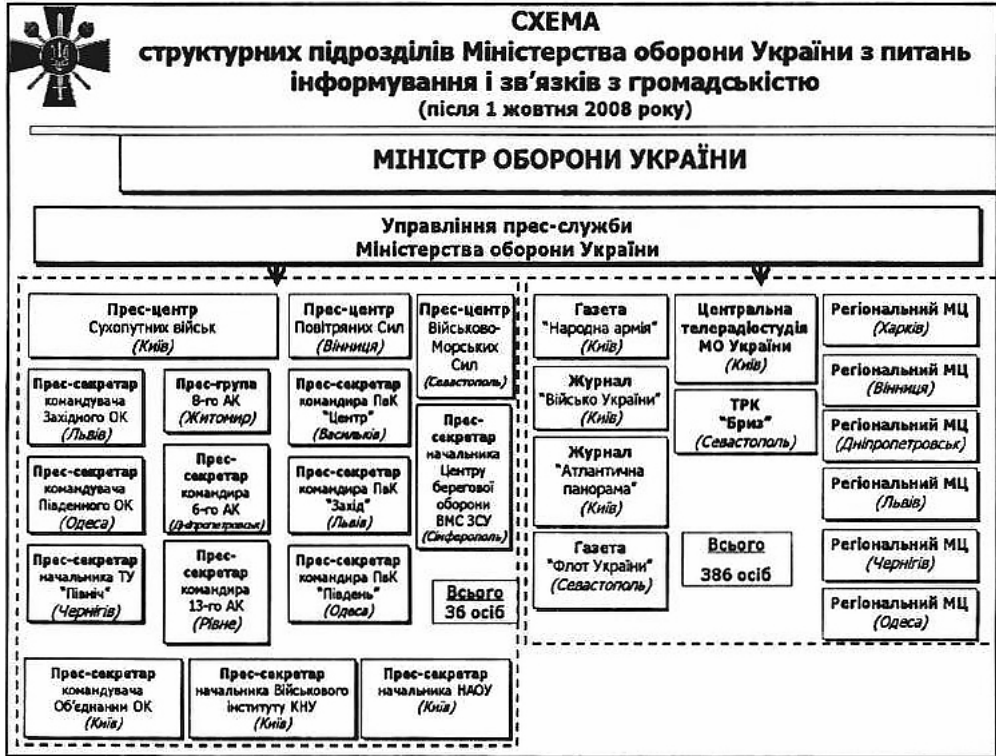 СХЕМА
структурних підрозділів Міністерства оборони України з питань
інформування і зв'язків з громадськістю
(після 1 жовтня 2008 року)
МІНІСТР ОБОРОНИ УКРАЇНИ
Управління прес-служби
Міністерства оборони України
Прес-центр
Сухопутних військ
(Київ)
Прес-центр
Повітряних Сил
(Вінниця)
Прес-центр
Військово-
Морських
Сил
(Севастополь)
Прес-секретар
командувача
Західного ОК
(Львів)
Прес-група
8-го АК
(Житомир)
Прес-секретар
командира ПвК
"Центр"
(Васильків)
Прес-
секретар
начальника
Центру
берегової
оборони
ВМС ЗСУ
(Сімферополь)
Прес-секретар
командувача
Південного ОК
(Одеса)
Прес-
секретар
командира
6-го АК
(Дніпропетровськ)
Прес-секретар
командира ПвК
"Захід"
(Львів)
Прес-секретар
начальника ТУ
"Північ"
(Чернігів)
Прес-
секретар
командира
13-го АК
(Рівне)
Прес-секретар
командира ПвК
"Південь"
(Одеса)
Всього
36 осіб
Прес-секретар
командувача
Об'єднанни ОК
(Київ)
Прес-секретар
начальника Військового
інституту КНУ
(Київ)
Прес-секретар
начальника НАОУ
(Київ)
Газета
"Народна армія"
(Київ)
Журнал
"Військо України"
(Київ)
Журнал
"Атлантична
панорама"
(Київ)
Газета
"Флот України"
(Севастополь)
Центральна
телерадіостудія
МО України
(Київ)
ТРК
"Бриз"
(Севастополь)
Всього
386 осіб
Регіональний МЦ
(Харків)
Регіональний МЦ
(Вінниця)
Регіональний МЦ
(Дніпропетровськ)
Регіональний МЦ
(Львів)
Регіональний МЦ
(Чернігів)
Регіональний МЦ
(Одеса)